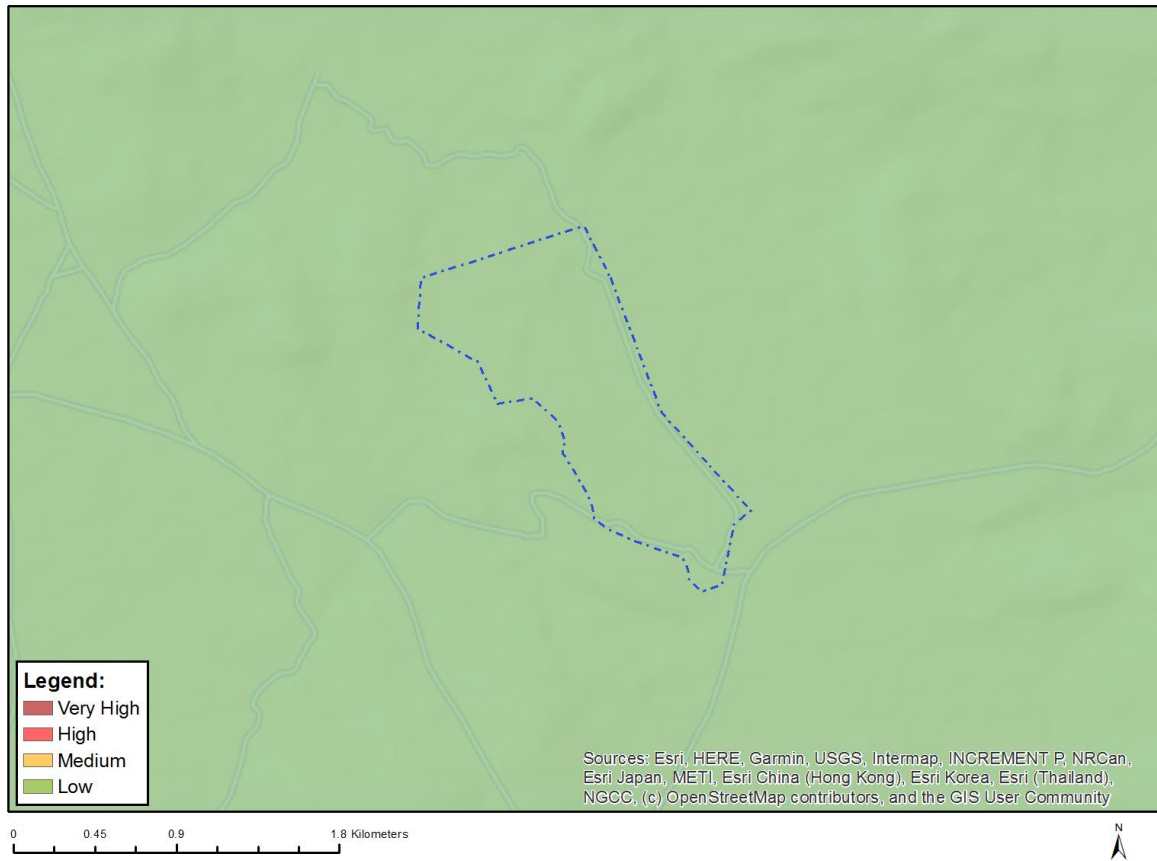 Legend:
Very High
High
Medium
Low
Sources: Esri, HERE, Garmin, USGS, Intermap, INCREMENT P, NRCan,
Esri Japan, METI, Esri China (Hong Kong), Esri Korea, Esri (Thailand),
NGCC, (c) OpenStreetMap contributors, and the GIS User Community
0 0.45 0.9 1.8 Kilometers
N